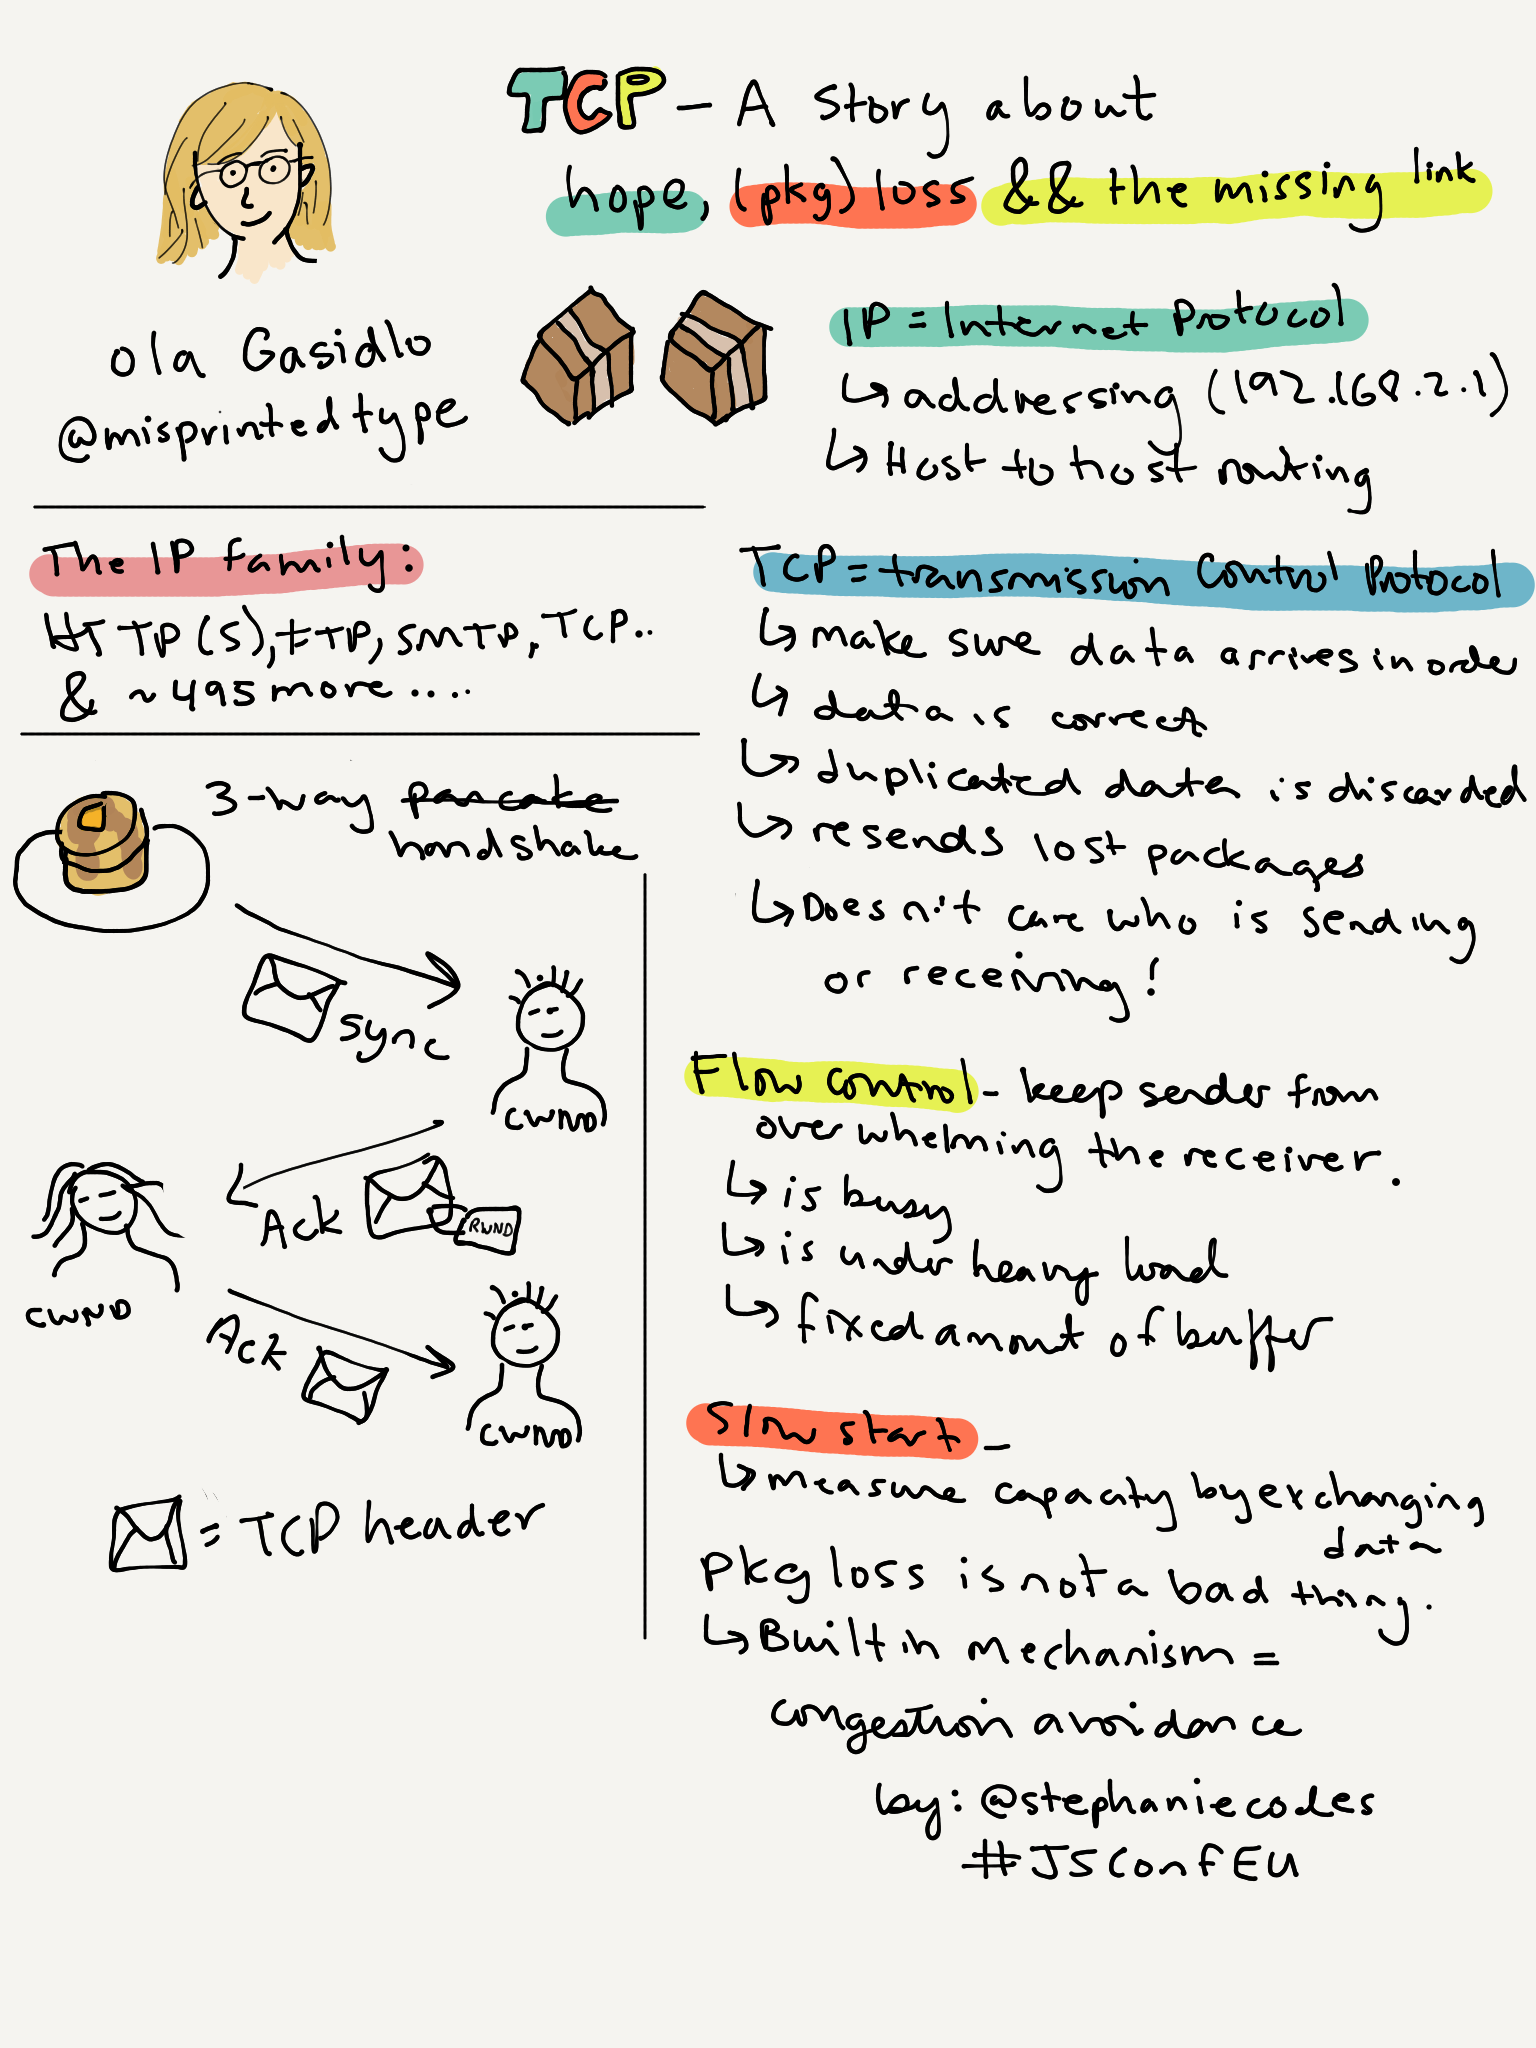 TCP - A story about
hope, (pkg) loss && the missing link
ola Gasidlo
@misprintedtype
IP = Internet Protocol
↳ addressing (192.168.2.1)
↳ Host to host routing
The IP family:
HTTP(S), FTP, SMTP, TCP..
& ~495 more....
TCP = transmission Control Protocol
↳ make sure data arrives in order
↳ data is correct
↳ duplicated data is discarded
↳ resends lost packages
↳ Doesn't care who is sending
or receiving!
3-way pancake
handshake
sync
CWND
Ack
RWND
CWND
Ack
CWND
= TCP header
Flow control - keep sender from
overwhelming the receiver.
↳ is busy
↳ is under heavy load
↳ fixed amount of buffer
Slow start -
↳ measure capacity by exchanging
data
Pkg loss is not a bad thing.
↳ Built in mechanism =
congestion avoidance
by: @stephaniecodes
#JSConfEU